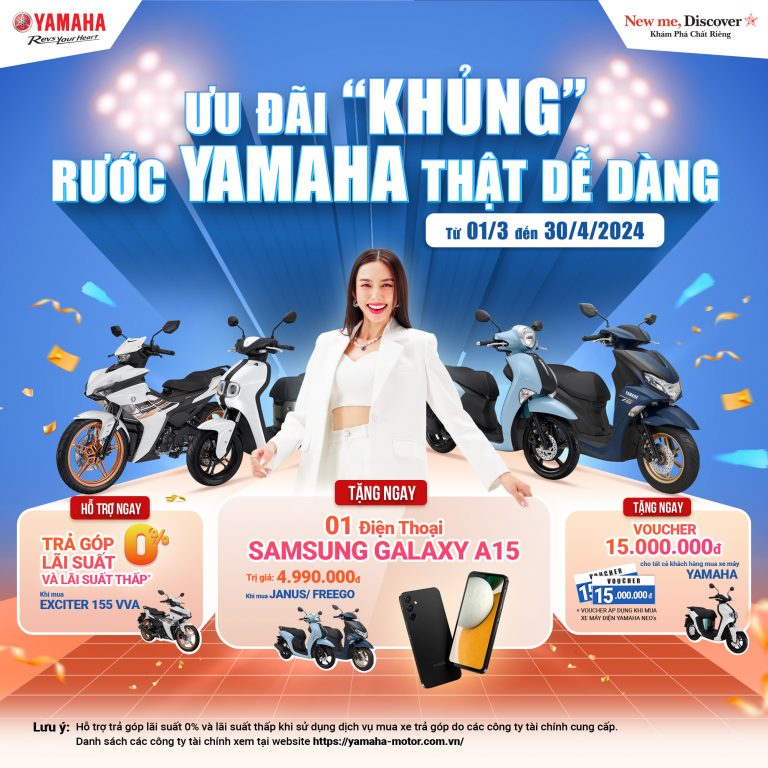 YAMAHA
Revs Your Heart
New me, Discover
Khám Phá Chất Riêng
ƯU ĐÃI “KHỦNG”
RƯỚC YAMAHA THẬT DỄ DÀNG
Từ 01/3 đến 30/4/2024
HỖ TRỢ NGAY
TRẢ GÓP 0%
LÃI SUẤT
VÀ LÃI SUẤT THẤP*
Khi mua
EXCITER 155 VVA
TẶNG NGAY
01 Điện Thoại
SAMSUNG GALAXY A15
Trị giá: 4.990.000đ
Khi mua JANUS/ FREEGO
TẶNG NGAY
VOUCHER
15.000.000đ
cho tất cả khách hàng mua xe máy
YAMAHA
VOUCHER
VOUCHER
15.000.000đ
* VOUCHER ÁP DỤNG KHI MUA
XE MÁY ĐIỆN YAMAHA NEO's
Lưu ý: Hỗ trợ trả góp lãi suất 0% và lãi suất thấp khi sử dụng dịch vụ mua xe trả góp do các công ty tài chính cung cấp.
Danh sách các công ty tài chính xem tại website https://yamaha-motor.com.vn/